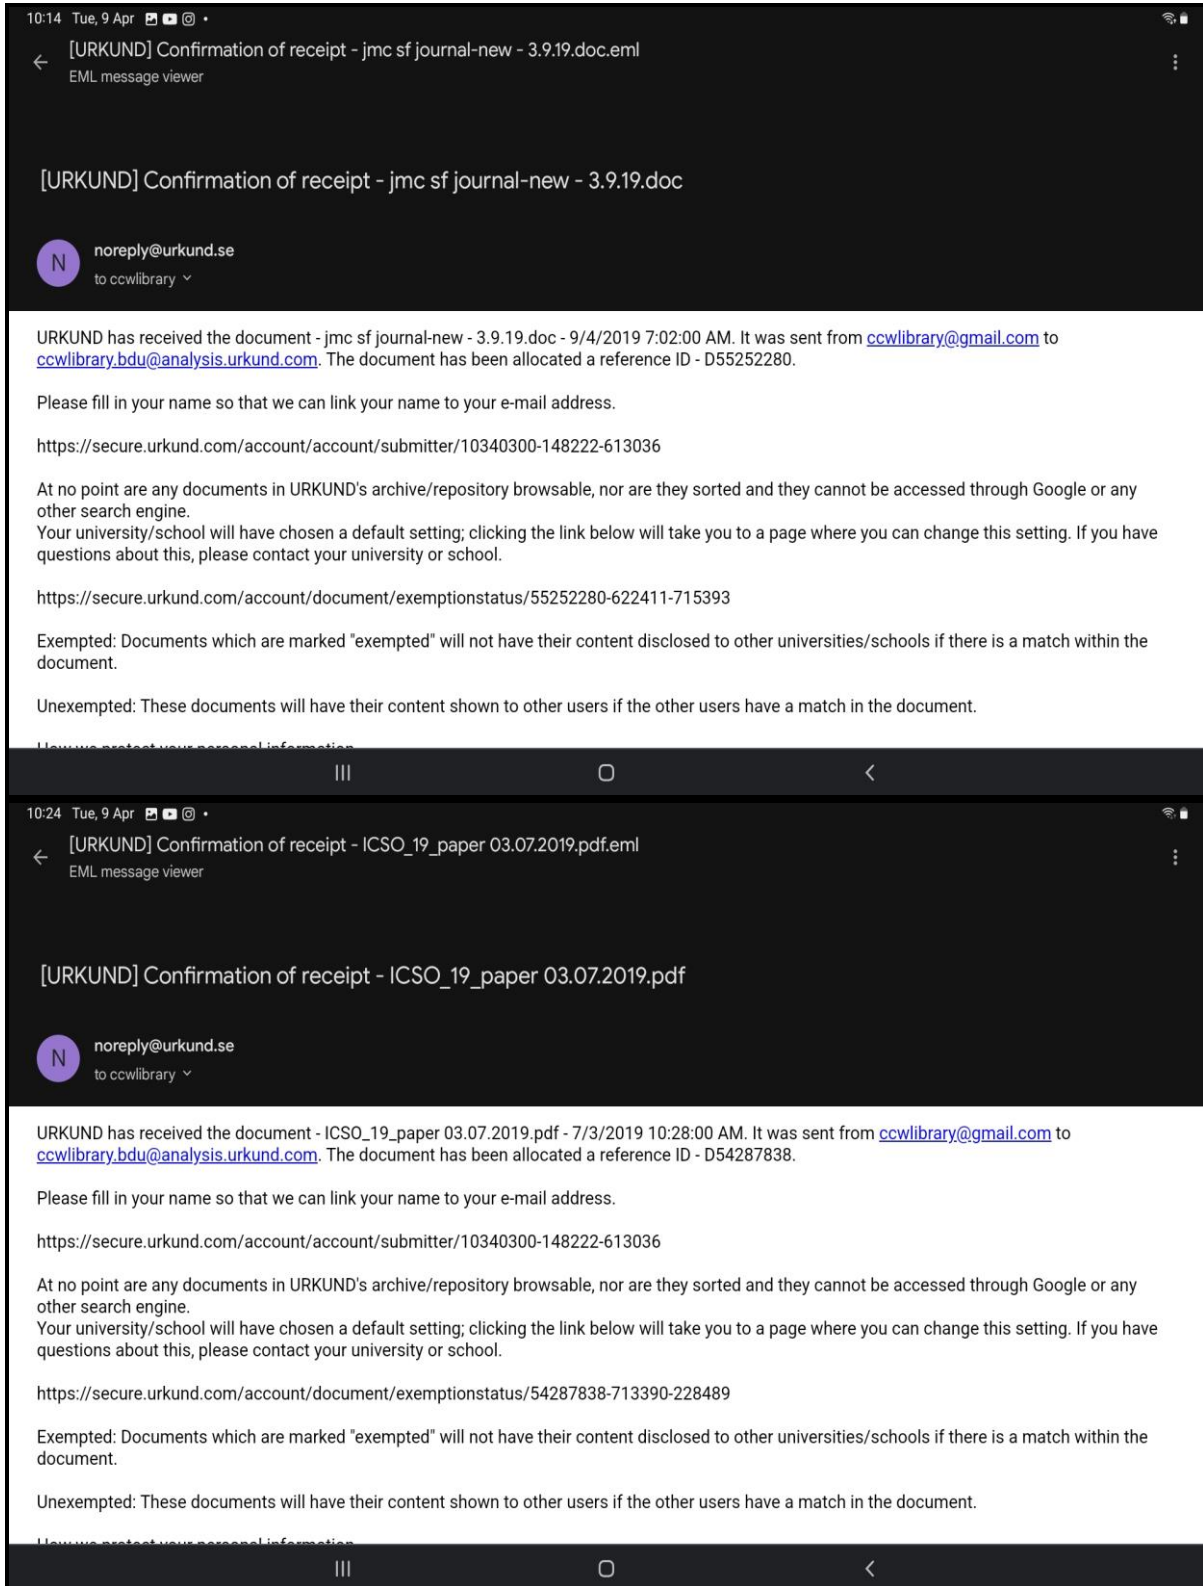 10:14 Tue, 9 Apr
[URKUND] Confirmation of receipt - jmc sf journal-new - 3.9.19.doc.eml
EML message viewer
[URKUND] Confirmation of receipt - jmc sf journal-new - 3.9.19.doc
N
noreply@urkund.se
to ccwlibrary
URKUND has received the document - jmc sf journal-new - 3.9.19.doc - 9/4/2019 7:02:00 AM. It was sent from ccwlibrary@gmail.com to
ccwlibrary.bdu@analysis.urkund.com. The document has been allocated a reference ID - D55252280.
Please fill in your name so that we can link your name to your e-mail address.
https://secure.urkund.com/account/account/submitter/10340300-148222-613036
At no point are any documents in URKUND's archive/repository browsable, nor are they sorted and they cannot be accessed through Google or any
other search engine.
Your university/school will have chosen a default setting; clicking the link below will take you to a page where you can change this setting. If you have
questions about this, please contact your university or school.
https://secure.urkund.com/account/document/exemptionstatus/55252280-622411-715393
Exempted: Documents which are marked "exempted" will not have their content disclosed to other universities/schools if there is a match within the
document.
Unexempted: These documents will have their content shown to other users if the other users have a match in the document.
How we protect your personal information
10:24 Tue, 9 Apr
[URKUND] Confirmation of receipt - ICSO_19_paper 03.07.2019.pdf.eml
EML message viewer
[URKUND] Confirmation of receipt - ICSO_19_paper 03.07.2019.pdf
N
noreply@urkund.se
to ccwlibrary
URKUND has received the document - ICSO_19_paper 03.07.2019.pdf - 7/3/2019 10:28:00 AM. It was sent from ccwlibrary@gmail.com to
ccwlibrary.bdu@analysis.urkund.com. The document has been allocated a reference ID - D54287838.
Please fill in your name so that we can link your name to your e-mail address.
https://secure.urkund.com/account/account/submitter/10340300-148222-613036
At no point are any documents in URKUND's archive/repository browsable, nor are they sorted and they cannot be accessed through Google or any
other search engine.
Your university/school will have chosen a default setting; clicking the link below will take you to a page where you can change this setting. If you have
questions about this, please contact your university or school.
https://secure.urkund.com/account/document/exemptionstatus/54287838-713390-228489
Exempted: Documents which are marked "exempted" will not have their content disclosed to other universities/schools if there is a match within the
document.
Unexempted: These documents will have their content shown to other users if the other users have a match in the document.
How we protect your personal information